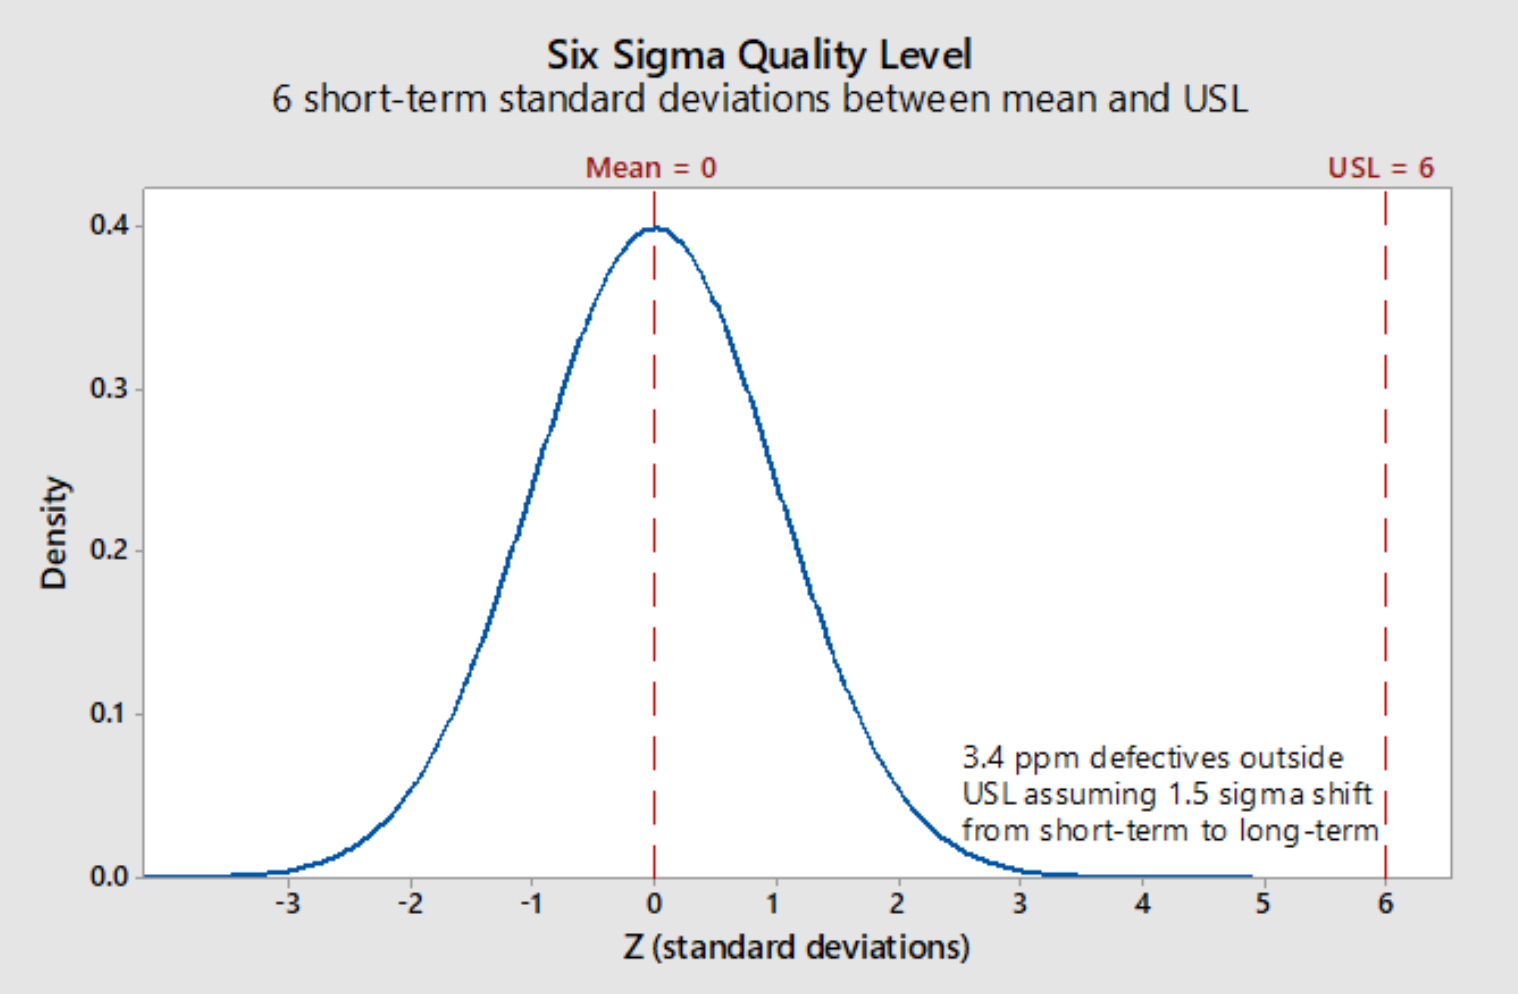 Six Sigma Quality Level
6 short-term standard deviations between mean and USL
Mean = 0
USL = 6
0.4
0.3
0.2
0.1
0.0
Density
3.4 ppm defectives outside
USL assuming 1.5 sigma shift
from short-term to long-term
-3 -2 -1 0 1 2 3 4 5 6
Z (standard deviations)